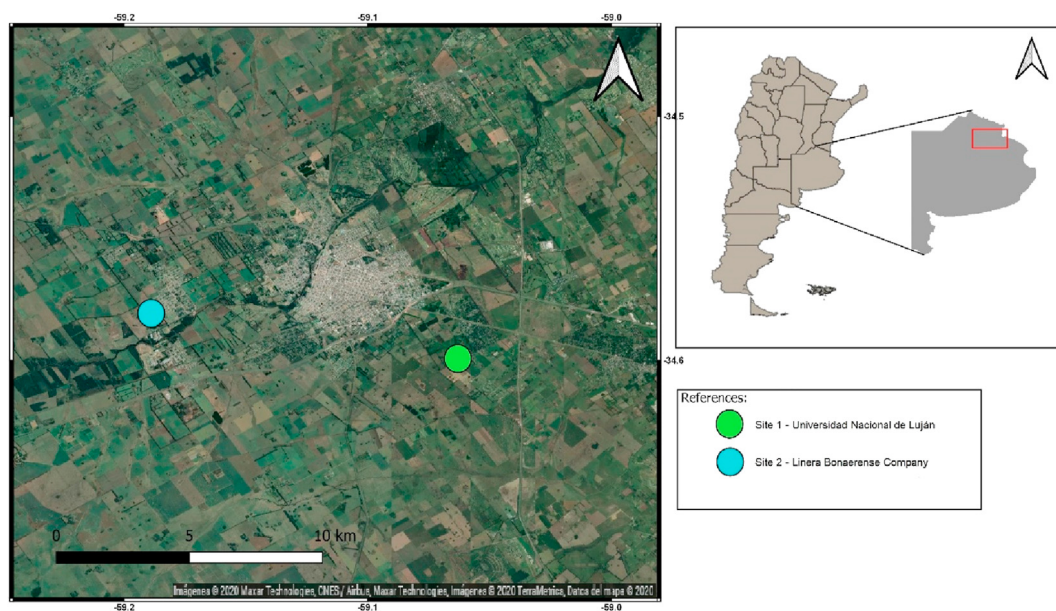 -59.2
-59.1
-59.0
-34.5
-34.6
0
5
10 km
Imágenes © 2020 Maxar Technologies, CNES / Airbus, Maxar Technologies, Imágenes © 2020 TerraMetrica, Datca del mapa © 2020
-59.2
-59.1
-59.0
References:
Site 1 - Universidad Nacional de Luján
Site 2 - Linera Bonaerense Company